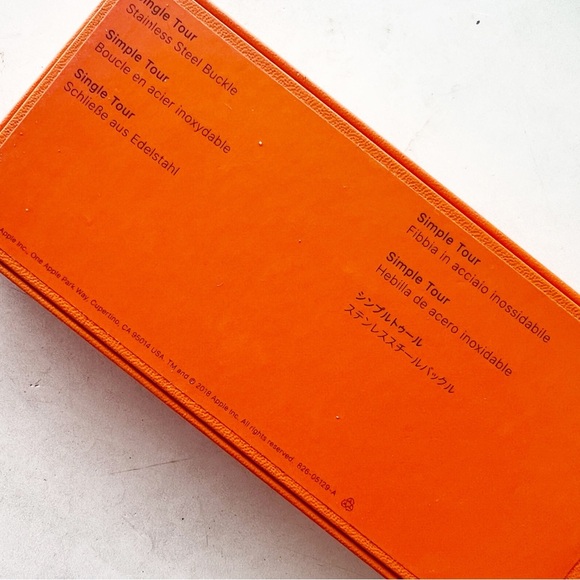 Single Tour
Stainless Steel Buckle
Simple Tour
Boucle en acier inoxydable
Single Tour
Schließe aus Edelstahl
Simple Tour
Fibbia in acciaio inossidabile
Simple Tour
Hebilla de acero inoxidable
シンプルトゥール
ステンレススチールバックル
Apple Inc., One Apple Park Way, Cupertino, CA 95014 USA. TM and © 2018 Apple Inc. All rights reserved. 825-05129-A